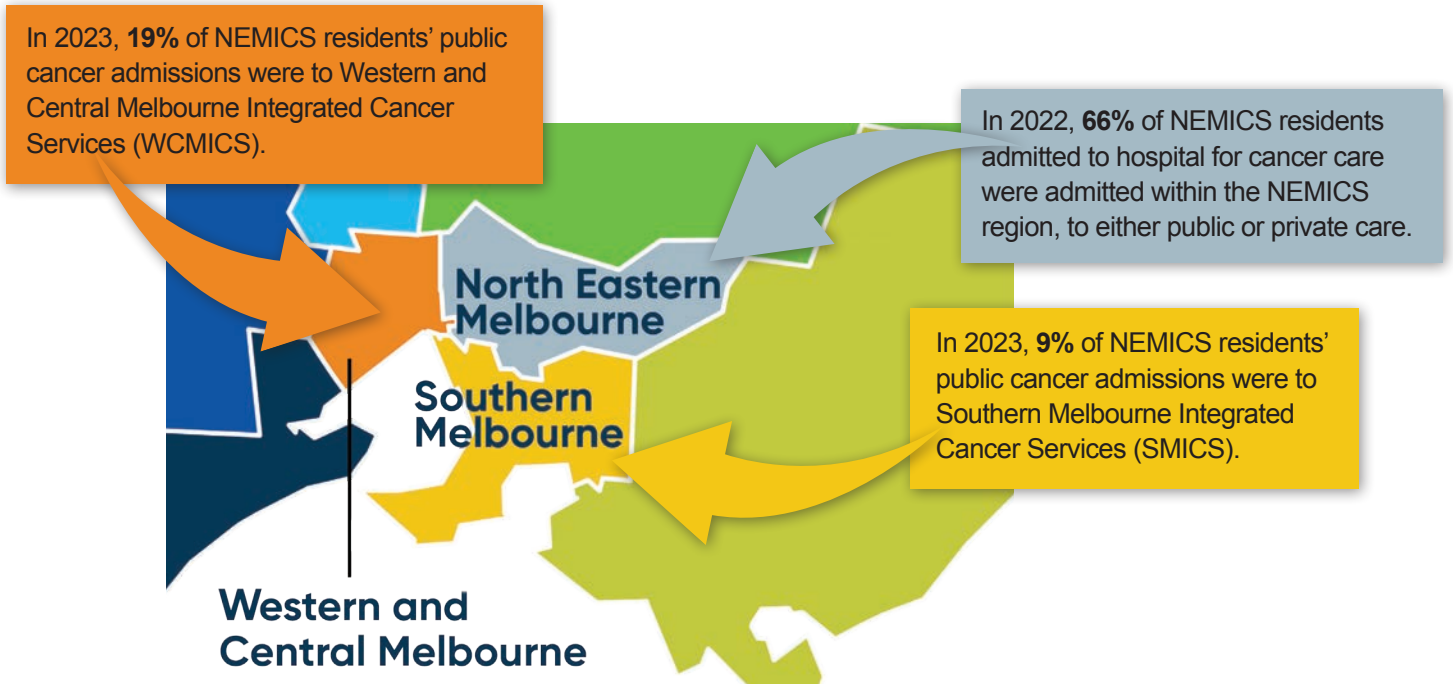 In 2023, 19% of NEMICS residents’ public
cancer admissions were to Western and
Central Melbourne Integrated Cancer
Services (WCMICS).
In 2022, 66% of NEMICS residents
admitted to hospital for cancer care
were admitted within the NEMICS
region, to either public or private care.
North Eastern
Melbourne
In 2023, 9% of NEMICS residents’
public cancer admissions were to
Southern Melbourne Integrated
Cancer Services (SMICS).
Southern
Melbourne
Western and
Central Melbourne